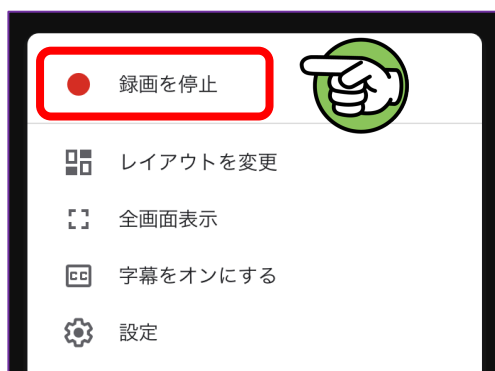 録画を停止
レイアウトを変更
全画面表示
CC
字幕をオンにする
設定